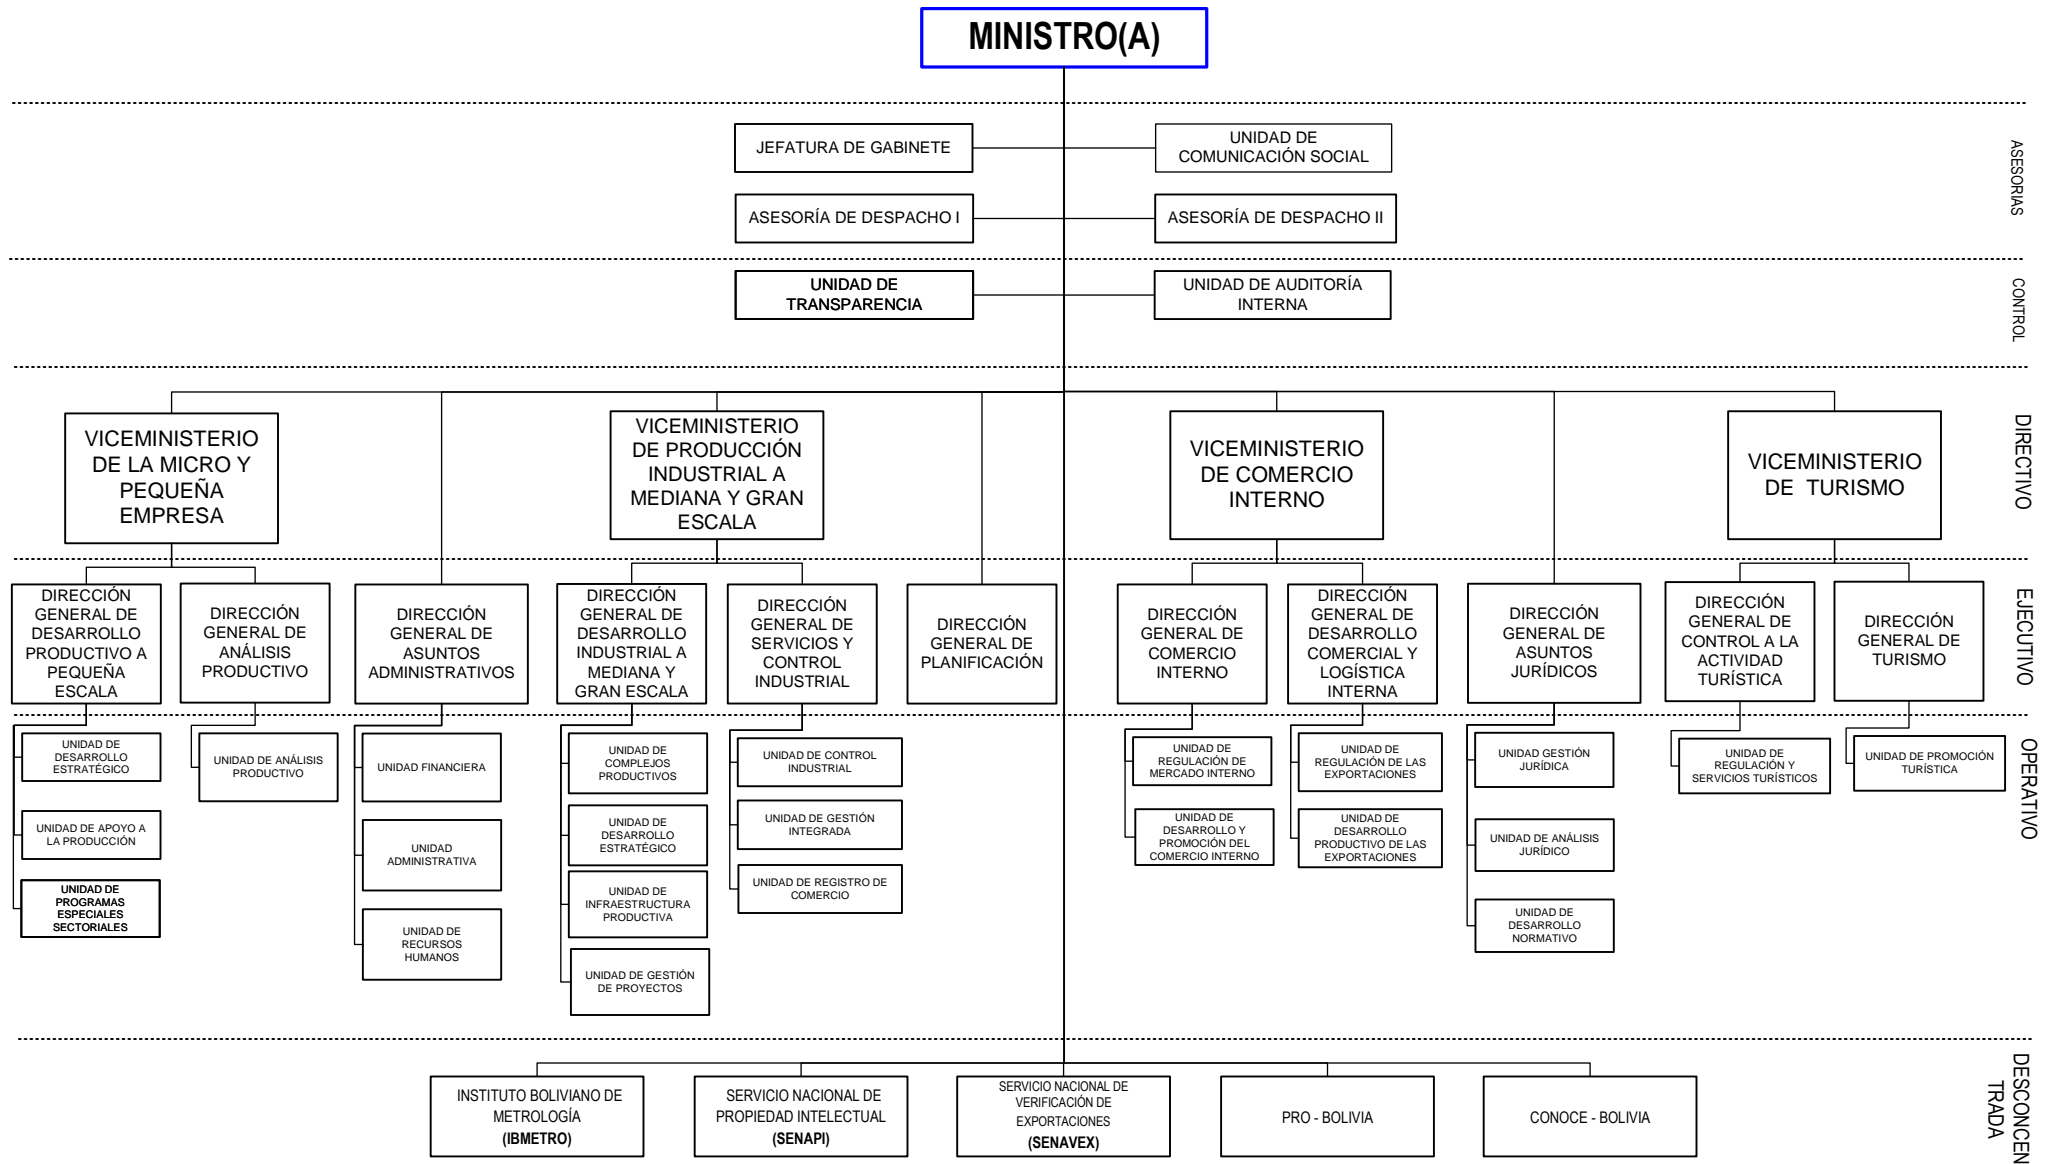 MINISTRO(A)
JEFATURA DE GABINETE
UNIDAD DE
COMUNICACIÓN SOCIAL
ASESORÍA DE DESPACHO I
ASESORÍA DE DESPACHO II
ASESORIAS
UNIDAD DE
TRANSPARENCIA
UNIDAD DE AUDITORÍA
INTERNA
CONTROL
VICEMINISTERIO
DE LA MICRO Y
PEQUEÑA
EMPRESA
VICEMINISTERIO
DE PRODUCCIÓN
INDUSTRIAL A
MEDIANA Y GRAN
ESCALA
VICEMINISTERIO
DE COMERCIO
INTERNO
VICEMINISTERIO
DE TURISMO
DIRECTIVO
DIRECCIÓN
GENERAL DE
DESARROLLO
PRODUCTIVO A
PEQUEÑA
ESCALA
DIRECCIÓN
GENERAL DE
ANÁLISIS
PRODUCTIVO
DIRECCIÓN
GENERAL DE
ASUNTOS
ADMINISTRATIVOS
DIRECCIÓN
GENERAL DE
DESARROLLO
INDUSTRIAL A
MEDIANA Y
GRAN ESCALA
DIRECCIÓN
GENERAL DE
SERVICIOS Y
CONTROL
INDUSTRIAL
DIRECCIÓN
GENERAL DE
PLANIFICACIÓN
DIRECCIÓN
GENERAL DE
COMERCIO
INTERNO
DIRECCIÓN
GENERAL DE
DESARROLLO
COMERCIAL Y
LOGÍSTICA
INTERNA
DIRECCIÓN
GENERAL DE
ASUNTOS
JURÍDICOS
DIRECCIÓN
GENERAL DE
CONTROL A LA
ACTIVIDAD
TURÍSTICA
DIRECCIÓN
GENERAL DE
TURISMO
EJECUTIVO
UNIDAD DE
DESARROLLO
ESTRATÉGICO
UNIDAD DE APOYO A
LA PRODUCCIÓN
UNIDAD DE
PROGRAMAS
ESPECIALES
SECTORIALES
UNIDAD DE ANÁLISIS
PRODUCTIVO
UNIDAD FINANCIERA
UNIDAD
ADMINISTRATIVA
UNIDAD DE
RECURSOS
HUMANOS
UNIDAD DE
COMPLEJOS
PRODUCTIVOS
UNIDAD DE
DESARROLLO
ESTRATÉGICO
UNIDAD DE
INFRAESTRUCTURA
PRODUCTIVA
UNIDAD DE GESTIÓN
DE PROYECTOS
UNIDAD DE CONTROL
INDUSTRIAL
UNIDAD DE GESTIÓN
INTEGRADA
UNIDAD DE REGISTRO DE
COMERCIO
UNIDAD DE
REGULACIÓN DE
MERCADO INTERNO
UNIDAD DE
DESARROLLO Y
PROMOCIÓN DEL
COMERCIO INTERNO
UNIDAD DE
REGULACIÓN DE LAS
EXPORTACIONES
UNIDAD DE
DESARROLLO
PRODUCTIVO DE LAS
EXPORTACIONES
UNIDAD GESTIÓN
JURÍDICA
UNIDAD DE ANÁLISIS
JURÍDICO
UNIDAD DE
DESARROLLO
NORMATIVO
UNIDAD DE
REGULACIÓN Y
SERVICIOS TURÍSTICOS
UNIDAD DE PROMOCIÓN
TURÍSTICA
OPERATIVO
INSTITUTO BOLIVIANO DE
METROLOGÍA
(IBMETRO)
SERVICIO NACIONAL DE
PROPIEDAD INTELECTUAL
(SENAPI)
SERVICIO NACIONAL DE
VERIFICACIÓN DE
EXPORTACIONES
(SENAVEX)
PRO - BOLIVIA
CONOCE - BOLIVIA
DESCONCEN
TRADA